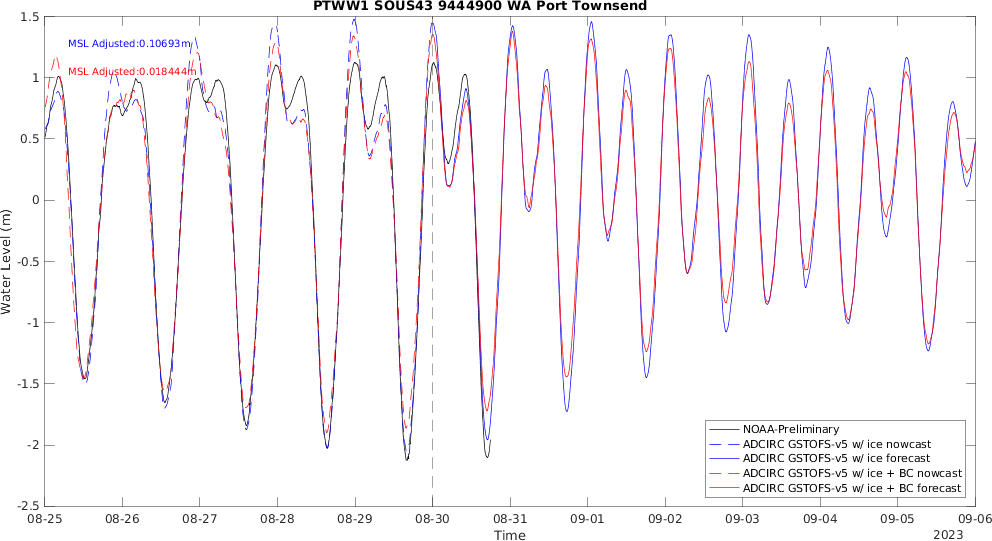 PTWW1 SOUS43 9444900 WA Port Townsend
MSL Adjusted:0.10693m
MSL Adjusted:0.018444m
Water Level (m)
1.5
1
0.5
0
-0.5
-1
-1.5
-2
-2.5
NOAA-Preliminary
ADCIRC GSTOFS-v5 w/ ice nowcast
ADCIRC GSTOFS-v5 w/ ice forecast
ADCIRC GSTOFS-v5 w/ ice + BC nowcast
ADCIRC GSTOFS-v5 w/ ice + BC forecast
08-25 08-26 08-27 08-28 08-29 08-30 08-31 09-01 09-02 09-03 09-04 09-05 09-06
Time
2023